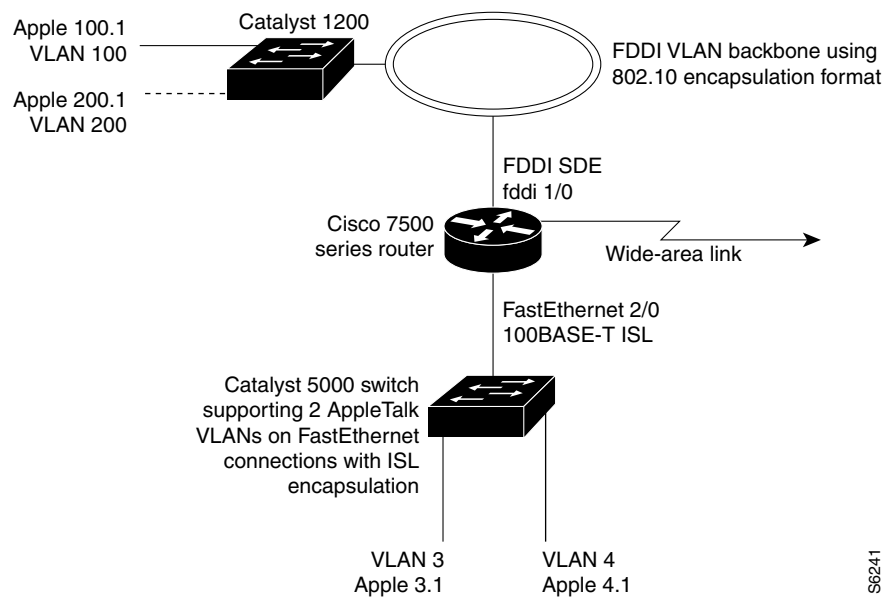 Apple 100.1
VLAN 100
Catalyst 1200
Apple 200.1
VLAN 200
FDDI VLAN backbone using
802.10 encapsulation format
FDDI SDE
fddi 1/0
Cisco 7500
series router
Wide-area link
FastEthernet 2/0
100BASE-T ISL
Catalyst 5000 switch
supporting 2 AppleTalk
VLANs on FastEthernet
connections with ISL
encapsulation
VLAN 3
Apple 3.1
VLAN 4
Apple 4.1
S6241